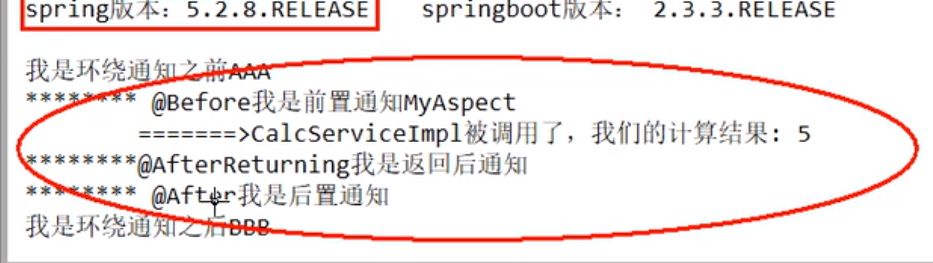 spring版本：5.2.8.RELEASE    springboot版本： 2.3.3.RELEASE
我是环绕通知之前AAA
******** @Before我是前置通知MyAspect
=======>CalcServiceImpl被调用了，我们的计算结果：5
********@AfterReturning我是返回后通知
******** @After我是后置通知
我是环绕通知之后BBB